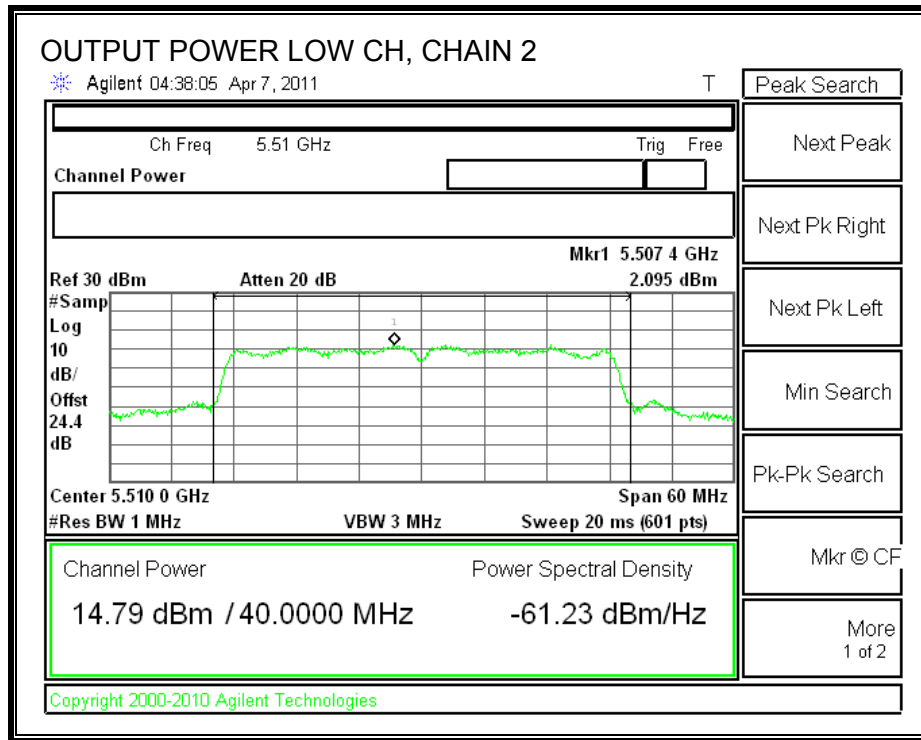 OUTPUT POWER LOW CH, CHAIN 2
Agilent 04:38:05 Apr 7, 2011 T
Peak Search
Ch Freq 5.51 GHz Trig Free
Channel Power
Next Peak
Next Pk Right
Mkr1 5.507 4 GHz
Ref 30 dBm Atten 20 dB 2.095 dBm
#Samp
Log
10
dB/
Offst
24.4
dB
1
Next Pk Left
Min Search
Pk-Pk Search
Center 5.510 0 GHz Span 60 MHz
#Res BW 1 MHz VBW 3 MHz Sweep 20 ms (601 pts)
Channel Power Power Spectral Density
14.79 dBm / 40.0000 MHz -61.23 dBm/Hz
Mkr © CF
More
1 of 2
Copyright 2000-2010 Agilent Technologies